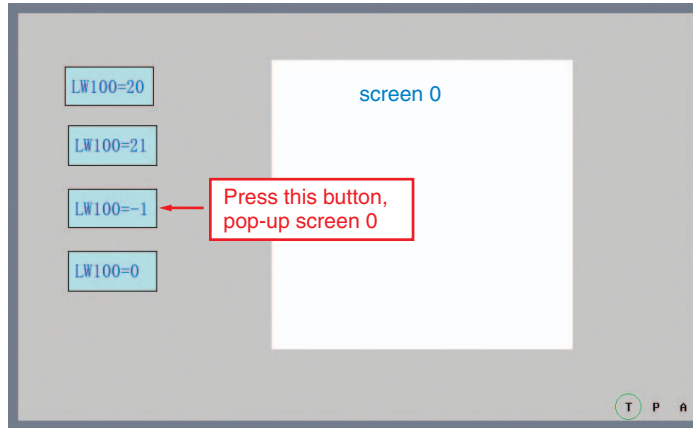 LW100=20
screen 0
LW100=21
LW100=-1
Press this button,
pop-up screen 0
LW100=0
T P A